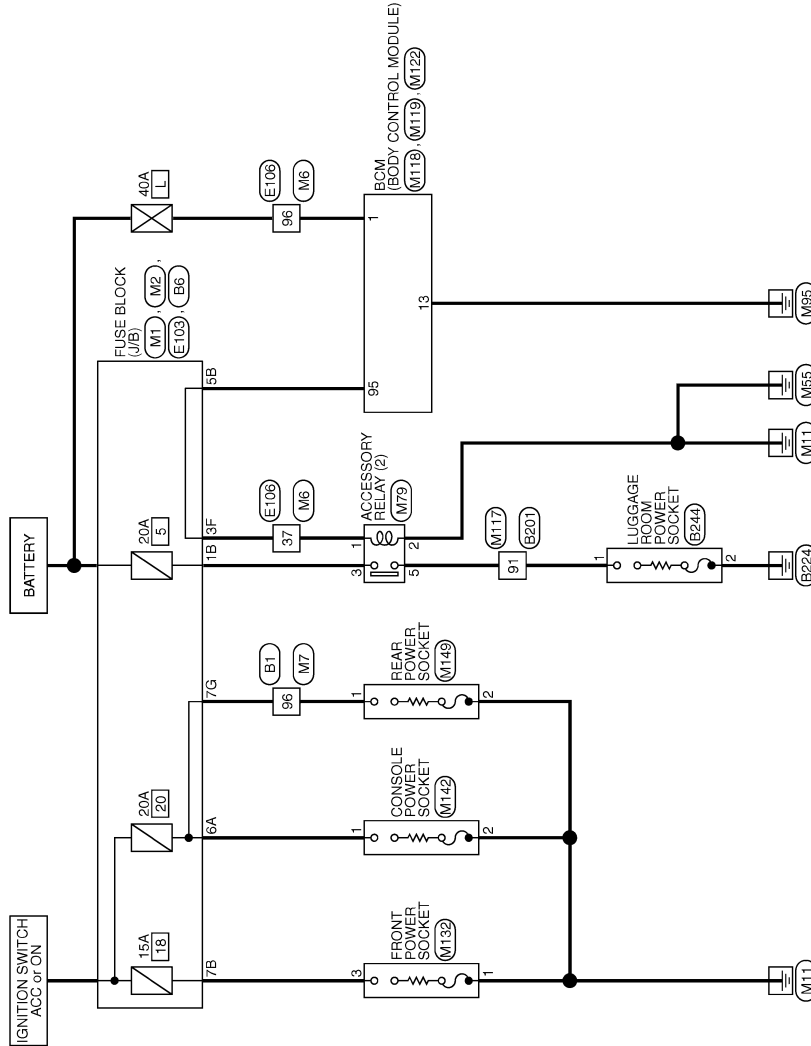 BATTERY
IGNITION SWITCH
ACC or ON
40A
L
20A
5
20A
20
15A
18
FUSE BLOCK
(J/B)
M1 , M2 ,
E103 , B6
7B
6A
7G
1B
3F
5B
E106
M6
96
E106
M6
37
B1
M7
96
BCM
(BODY CONTROL MODULE)
M118 , M119 , M122
1
95
13
ACCESSORY
RELAY (2)
M79
1
3
2
5
FRONT
POWER
SOCKET
M132
3
1
CONSOLE
POWER
SOCKET
M142
1
2
REAR
POWER
SOCKET
M149
1
2
M117
B201
91
LUGGAGE
ROOM
POWER
SOCKET
B244
1
2
M11
B224
M11
M55
M95